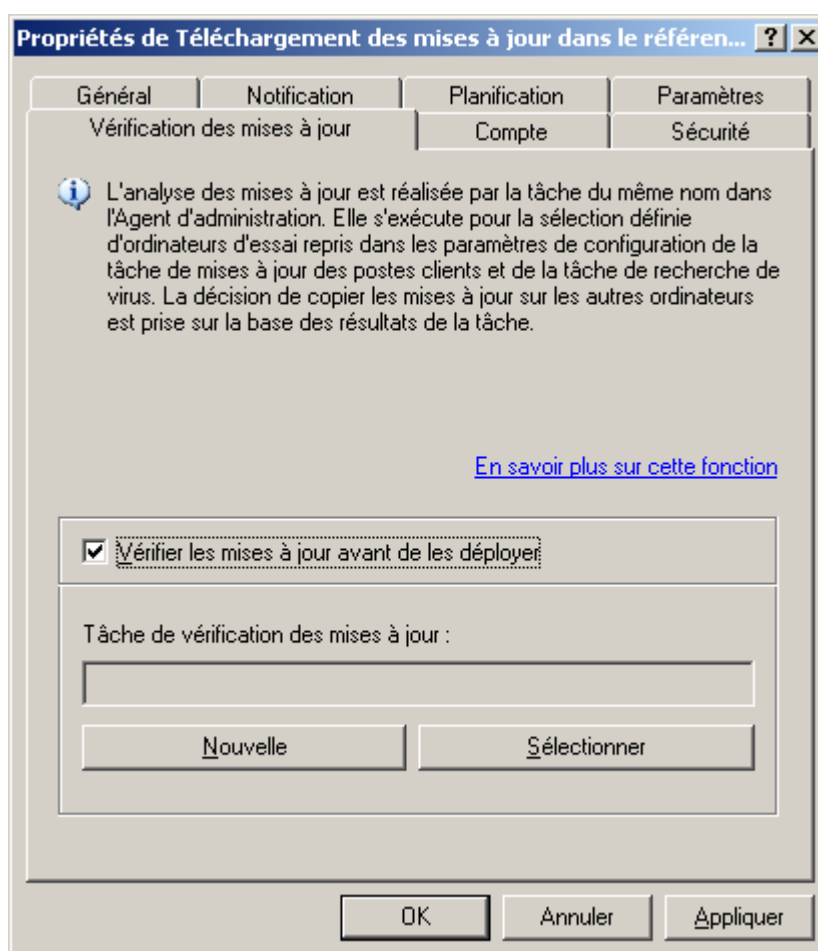 Propriétés de Téléchargement des mises à jour dans le référen...
Général Notification Planification Paramètres
Vérification des mises à jour Compte Sécurité
L'analyse des mises à jour est réalisée par la tâche du même nom dans
l'Agent d'administration. Elle s'exécute pour la sélection définie
d'ordinateurs d'essai repris dans les paramètres de configuration de la
tâche de mises à jour des postes clients et de la tâche de recherche de
virus. La décision de copier les mises à jour sur les autres ordinateurs
est prise sur la base des résultats de la tâche.
En savoir plus sur cette fonction
Vérifier les mises à jour avant de les déployer
Tâche de vérification des mises à jour :
Nouvelle Sélectionner
OK Annuler Appliquer